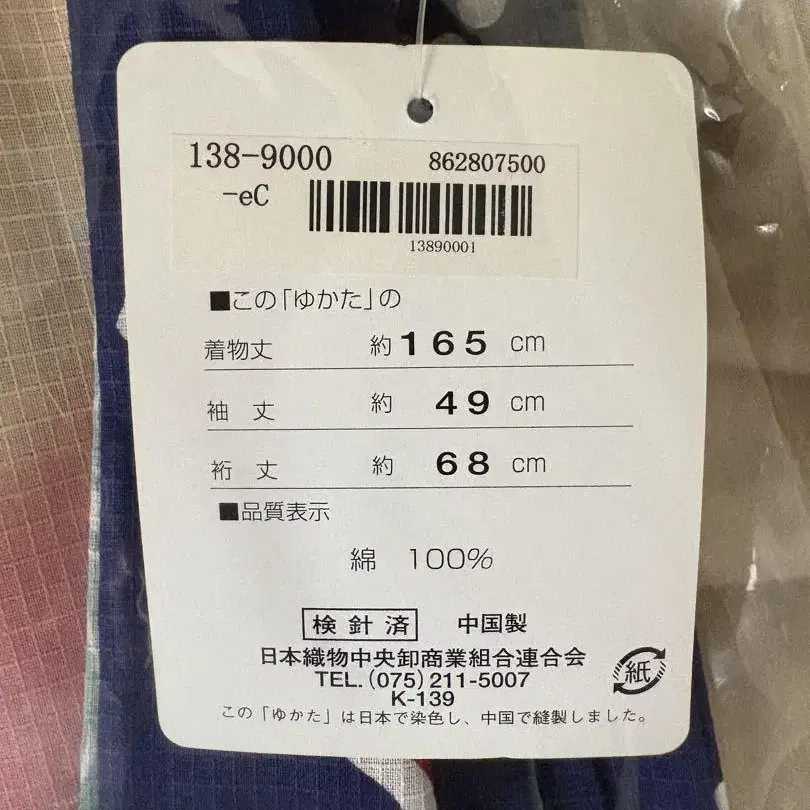 138-9000 862807500
-eC
13890001
■この「ゆかた」の
着物丈 約165 cm
袖丈 約 49 cm
裄丈 約 68 cm
■品質表示
綿 100%
検針済 中国製
日本織物中央卸商業組合連合会
TEL.(075)211-5007
K-139
紙
この「ゆかた」は日本で染色し、中国で縫製しました。